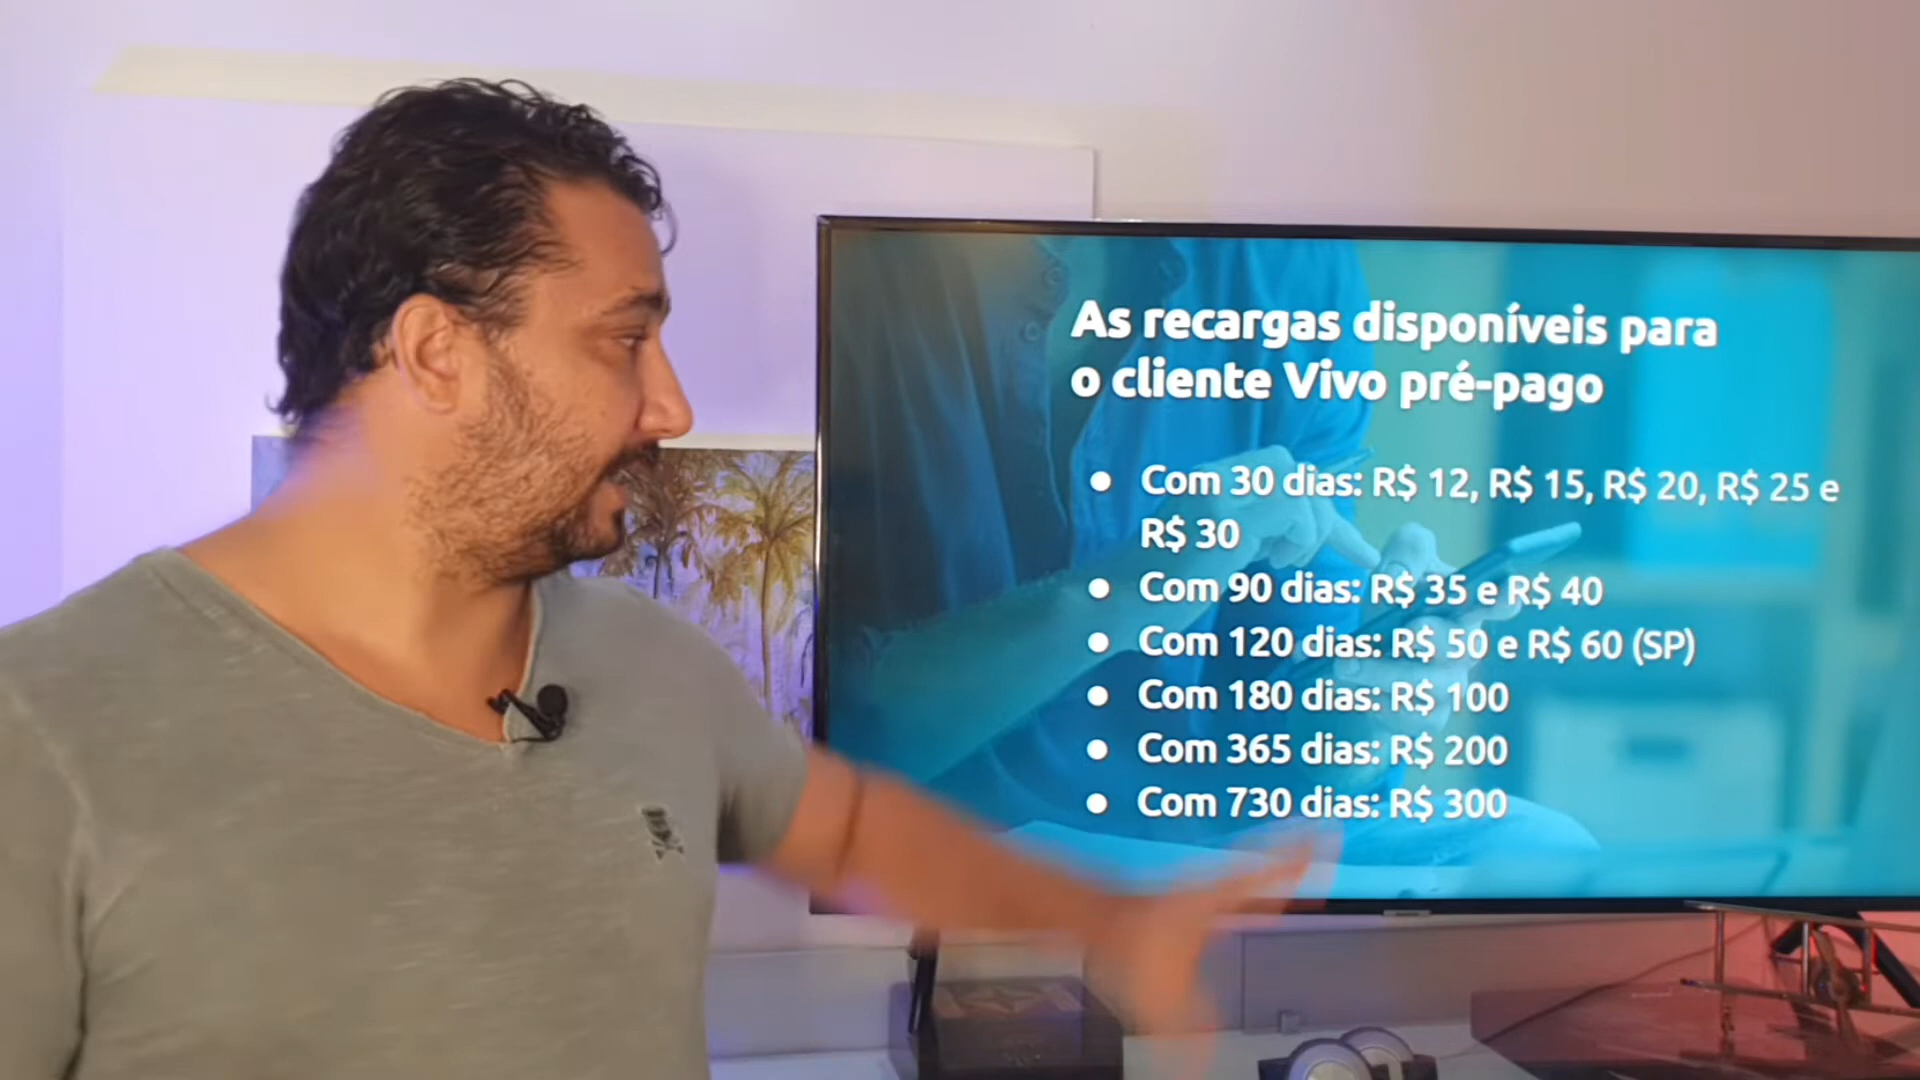 As recargas disponíveis para
o cliente Vivo pré-pago
● Com 30 dias: R$ 12, R$ 15, R$ 20, R$ 25 e
R$ 30
● Com 90 dias: R$ 35 e R$ 40
● Com 120 dias: R$ 50 e R$ 60 (SP)
● Com 180 dias: R$ 100
● Com 365 dias: R$ 200
● Com 730 dias: R$ 300